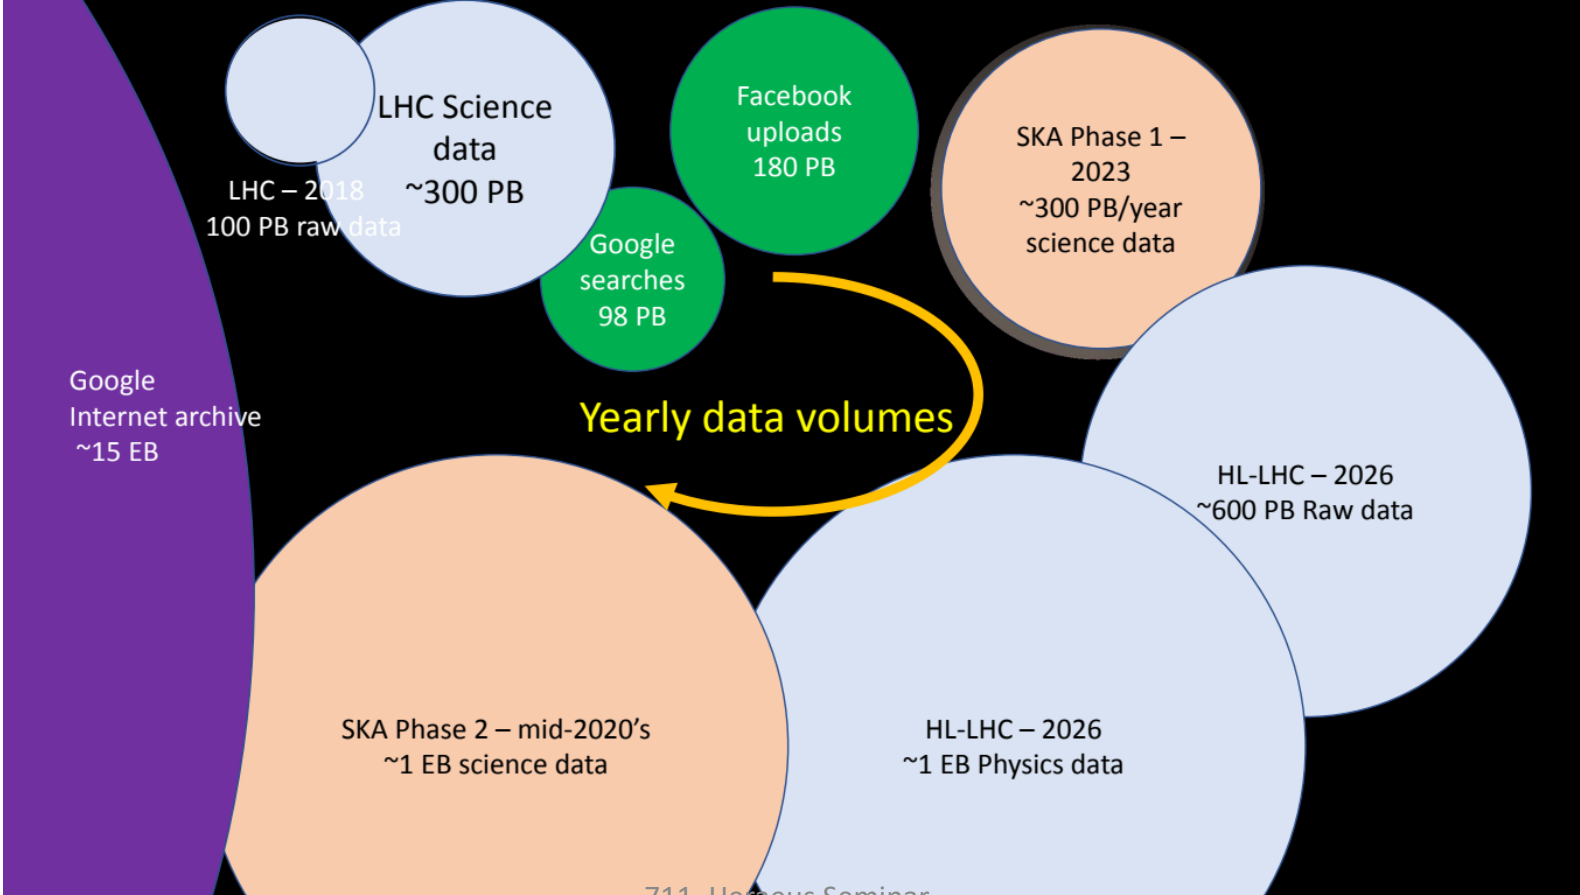 LHC Science
data
~300 PB
LHC – 2018
100 PB raw data
Facebook
uploads
180 PB
Google
searches
98 PB
SKA Phase 1 –
2023
~300 PB/year
science data
Google
Internet archive
~15 EB
Yearly data volumes
HL-LHC – 2026
~600 PB Raw data
SKA Phase 2 – mid-2020’s
~1 EB science data
HL-LHC – 2026
~1 EB Physics data
711. Heraeus Seminar